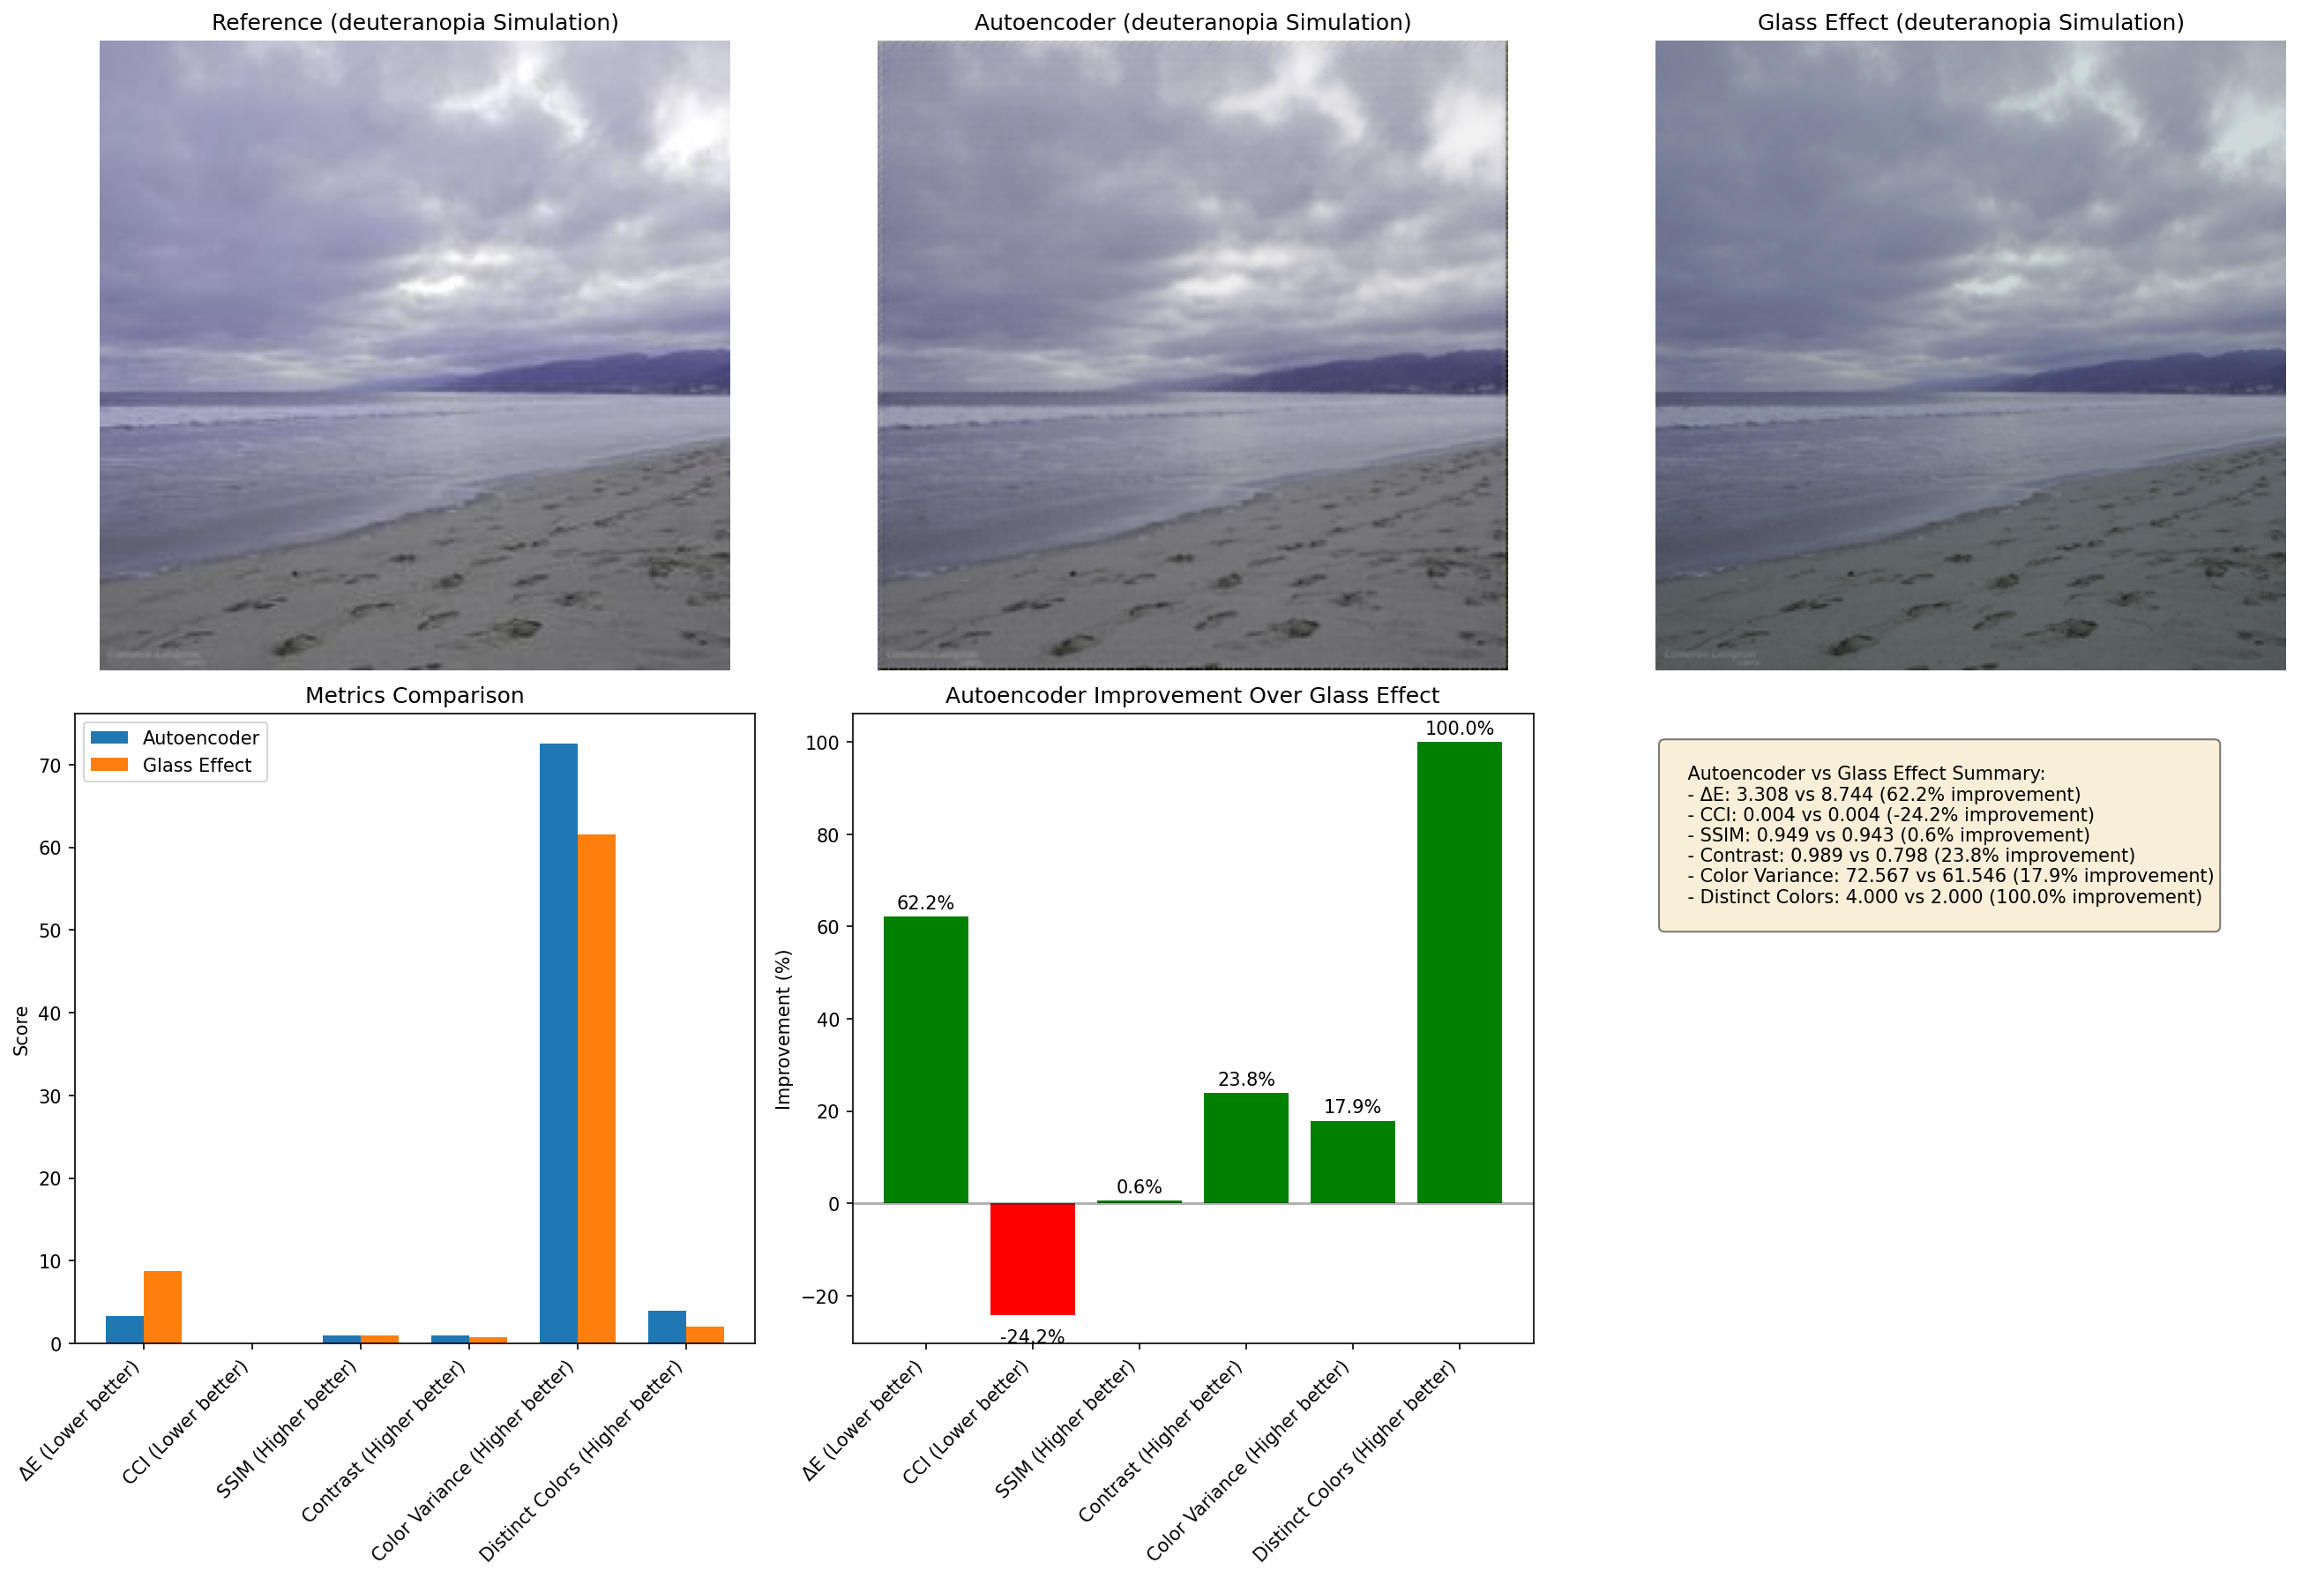 Reference (deuteranopia Simulation)
Autoencoder (deuteranopia Simulation)
Glass Effect (deuteranopia Simulation)
Metrics Comparison
Autoencoder
Glass Effect
Score
70
60
50
40
30
20
10
0
ΔE (Lower better)
CCI (Lower better)
SSIM (Higher better)
Contrast (Higher better)
Color Variance (Higher better)
Distinct Colors (Higher better)
Autoencoder Improvement Over Glass Effect
Improvement (%)
100
80
60
40
20
0
−20
62.2%
-24.2%
0.6%
23.8%
17.9%
100.0%
ΔE (Lower better)
CCI (Lower better)
SSIM (Higher better)
Contrast (Higher better)
Color Variance (Higher better)
Distinct Colors (Higher better)
Autoencoder vs Glass Effect Summary:
- ΔE: 3.308 vs 8.744 (62.2% improvement)
- CCI: 0.004 vs 0.004 (-24.2% improvement)
- SSIM: 0.949 vs 0.943 (0.6% improvement)
- Contrast: 0.989 vs 0.798 (23.8% improvement)
- Color Variance: 72.567 vs 61.546 (17.9% improvement)
- Distinct Colors: 4.000 vs 2.000 (100.0% improvement)